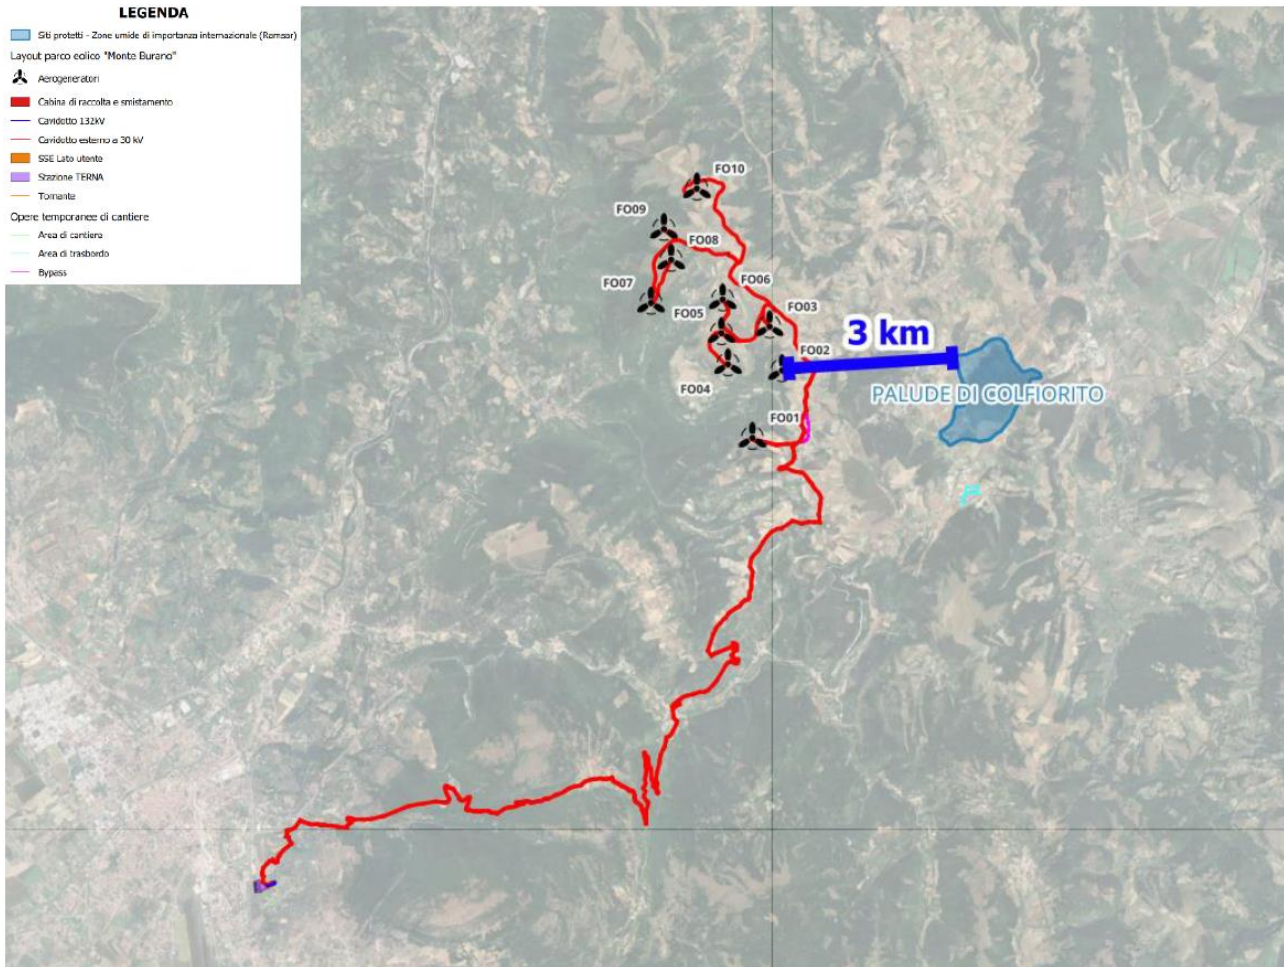 LEGENDA
Siti protetti - Zone umide di importanza internazionale (Ramsar)
Layout parco eolico "Monte Burano"
Aerogeneratori
Cabina di raccolta e smistamento
Cavidotto 132kV
Cavidotto esterno a 30 kV
SSE Lato utente
Stazione TERNA
Tornante
Opere temporanee di cantiere
Area di cantiere
Area di trasbordo
Bypass
FO10
FO09
FO08
FO07
FO06
FO05
FO03
3 km
FO02
FO04
PALUDE DI COLFIORITO
FO01